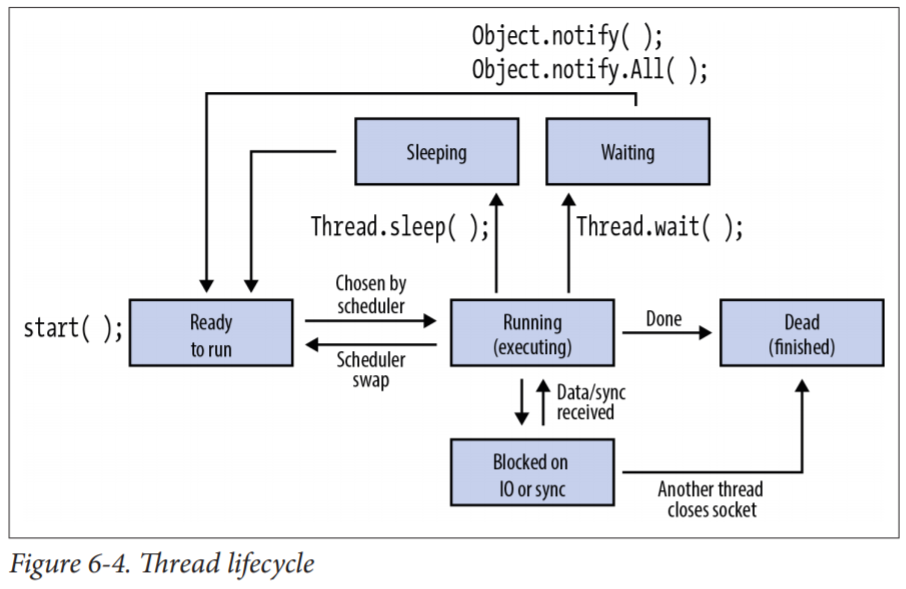 Object.notify( );
Object.notify.All( );
Sleeping
Waiting
Thread.sleep( );
Thread.wait( );
start( );
Ready
to run
Chosen by
scheduler
Scheduler
swap
Running
(executing)
Done
Dead
(finished)
Data/sync
received
Blocked on
IO or sync
Another thread
closes socket
Figure 6-4. Thread lifecycle